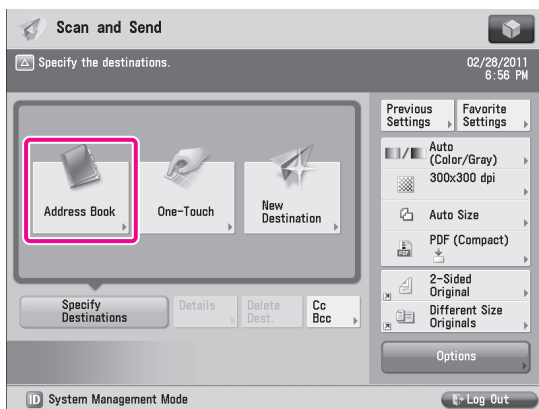 Scan and Send
Specify the destinations.
02/28/2011
6:56 PM
Previous
Settings
Favorite
Settings
Address Book
One-Touch
New
Destination
Auto
(Color/Gray)
300x300 dpi
Auto Size
PDF (Compact)
PDF
2-Sided
Original
Different Size
Originals
Specify
Destinations
Details
Delete
Dest.
Cc
Bcc
Options
ID System Management Mode
Log Out